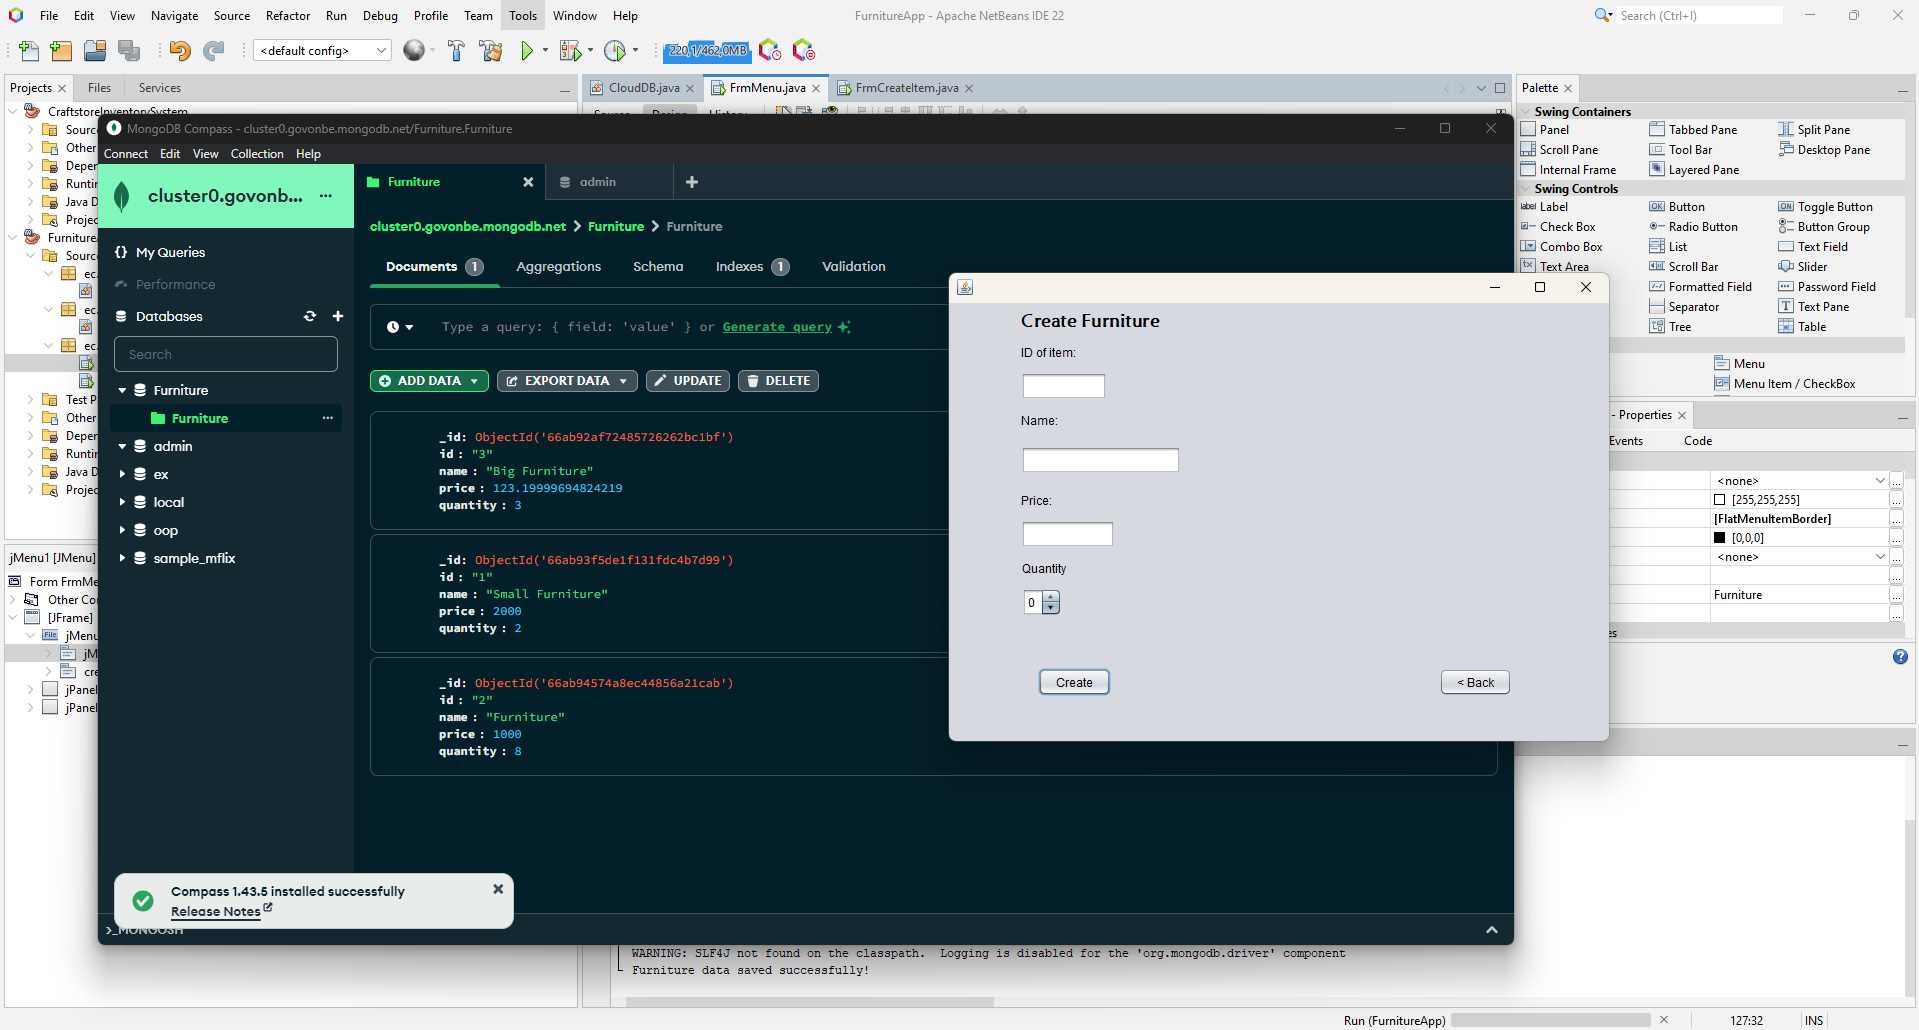 File Edit View Navigate Source Refactor Run Debug Profile Team Tools Window Help
FurnitureApp - Apache NetBeans IDE 22
Search (Ctrl+I)
<default config>
220,1/462,0MB
Projects Files Services
CloudDB.java FrmMenu.java FrmCreateItem.java
Palette
CraftstoreInventorySystem
Source Design History
Sourc
Other
Deper
Runtir
Java D
Projec
Furniture
Sourc
ec
ec
ec
Test P
Other
Deper
Runtir
Java D
Projec
jMenu1 [JMenu]
Form FrmMe
Other Co
[JFrame]
jMenu
jM
cre
jPanel
jPanel
MongoDB Compass - cluster0.govonbe.mongodb.net/Furniture.Furniture
Connect Edit View Collection Help
cluster0.govonb... ...
{} My Queries
Performance
Databases
Search
Furniture
Furniture ...
admin
ex
local
oop
sample_mflix
Furniture
admin
cluster0.govonbe.mongodb.net > Furniture > Furniture
Documents 1 Aggregations Schema Indexes 1 Validation
Type a query: { field: 'value' } or Generate query
ADD DATA EXPORT DATA UPDATE DELETE
_id: ObjectId('66ab92af72485726262bc1bf')
id : "3"
name : "Big Furniture"
price : 123.19999694824219
quantity : 3
_id: ObjectId('66ab93f5de1f131fdc4b7d99')
id : "1"
name : "Small Furniture"
price : 2000
quantity : 2
_id: ObjectId('66ab94574a8ec44856a21cab')
id : "2"
name : "Furniture"
price : 1000
quantity : 8
Compass 1.43.5 installed successfully
Release Notes
>_MONGOSH
Create Furniture
ID of item:
Name:
Price:
Quantity
0
Create
< Back
Swing Containers
Panel Tabbed Pane Split Pane
Scroll Pane Tool Bar Desktop Pane
Internal Frame Layered Pane
Swing Controls
label Label OK Button ON Toggle Button
Check Box Radio Button Button Group
Combo Box List Text Field
Text Area Scroll Bar Slider
Formatted Field Password Field
Separator Text Pane
Tree Table
Menu
Menu Item / CheckBox
- Properties
Events Code
<none> ...
[255,255,255] ...
[FlatMenuItemBorder] ...
[0,0,0] ...
<none> ...
...
Furniture ...
...
es
WARNING: SLF4J not found on the classpath. Logging is disabled for the 'org.mongodb.driver' component
Furniture data saved successfully!
Run (FurnitureApp) 127:32 INS